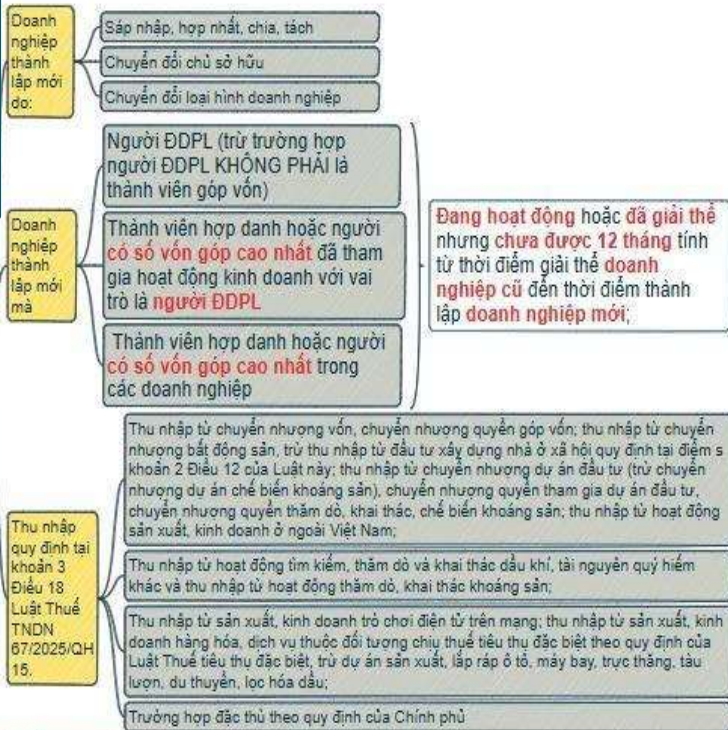 Doanh
nghiệp
thành
lập mới
do:
Sáp nhập, hợp nhất, chia, tách
Chuyển đổi chủ sở hữu
Chuyển đổi loại hình doanh nghiệp
Doanh
nghiệp
thành
lập mới
mà
Người ĐDPL (trừ trường hợp
người ĐDPL KHÔNG PHẢI là
thành viên góp vốn)
Thành viên hợp danh hoặc người
có số vốn góp cao nhất đã tham
gia hoạt động kinh doanh với vai
trò là người ĐDPL
Thành viên hợp danh hoặc người
có số vốn góp cao nhất trong
các doanh nghiệp
Đang hoạt động hoặc đã giải thể
nhưng chưa được 12 tháng tính
từ thời điểm giải thể doanh
nghiệp cũ đến thời điểm thành
lập doanh nghiệp mới;
Thu nhập
quy định tại
khoản 3
Điều 18
Luật Thuế
TNDN
67/2025/QH
15.
Thu nhập từ chuyển nhượng vốn, chuyển nhượng quyền góp vốn; thu nhập từ chuyển
nhượng bất động sản, trừ thu nhập từ đầu tư xây dựng nhà ở xã hội quy định tại điểm s
khoản 2 Điều 12 của Luật này; thu nhập từ chuyển nhượng dự án đầu tư (trừ chuyển
nhượng dự án chế biến khoáng sản), chuyển nhượng quyền tham gia dự án đầu tư,
chuyển nhượng quyền thăm dò, khai thác, chế biến khoáng sản; thu nhập từ hoạt động
sản xuất, kinh doanh ở ngoài Việt Nam;
Thu nhập từ hoạt động tìm kiếm, thăm dò và khai thác dầu khí, tài nguyên quý hiếm
khác và thu nhập từ hoạt động thăm dò, khai thác khoáng sản;
Thu nhập từ sản xuất, kinh doanh trò chơi điện tử trên mạng; thu nhập từ sản xuất, kinh
doanh hàng hóa, dịch vụ thuộc đối tượng chịu thuế tiêu thụ đặc biệt theo quy định của
Luật Thuế tiêu thụ đặc biệt, trừ dự án sản xuất, lắp ráp ô tô, máy bay, trực thăng, tàu
lượn, du thuyền, lọc hóa dầu;
Trường hợp đặc thù theo quy định của Chính phủ